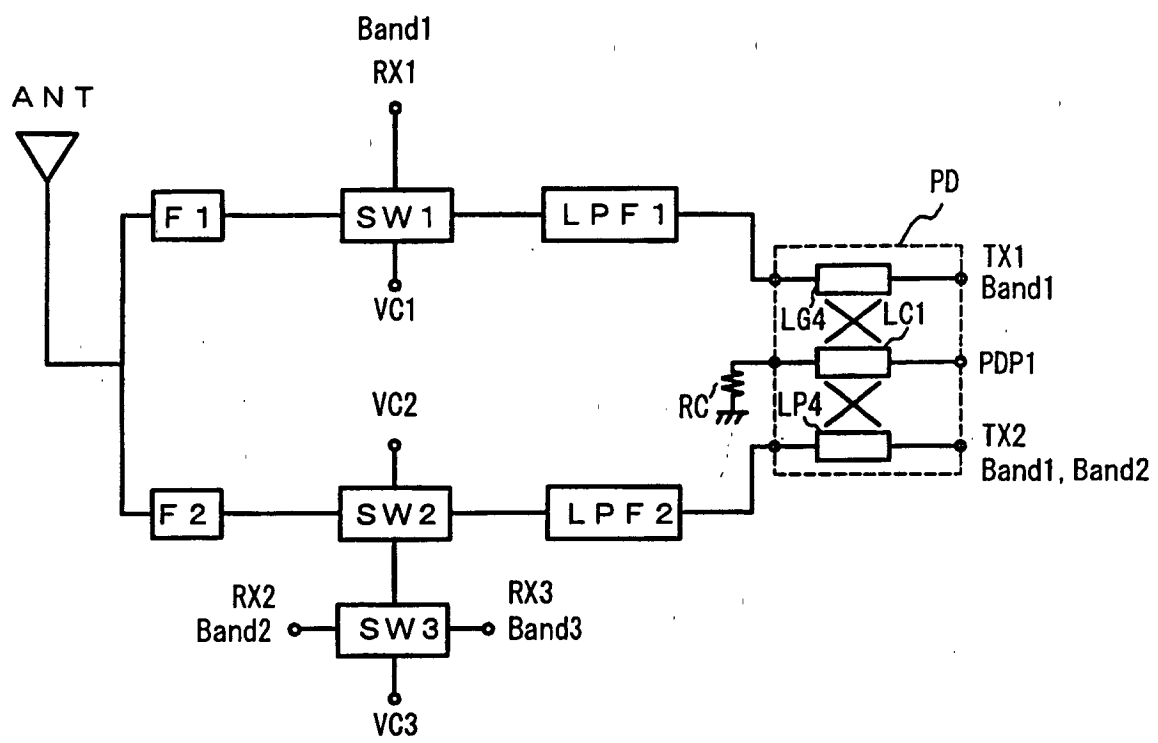 Band1
RX1
ANT
F1
SW1
LPF1
VC1
PD
TX1
Band1
LG4
LC1
PDP1
RC
LP4
TX2
Band1, Band2
VC2
F2
SW2
LPF2
RX2
Band2
SW3
RX3
Band3
VC3